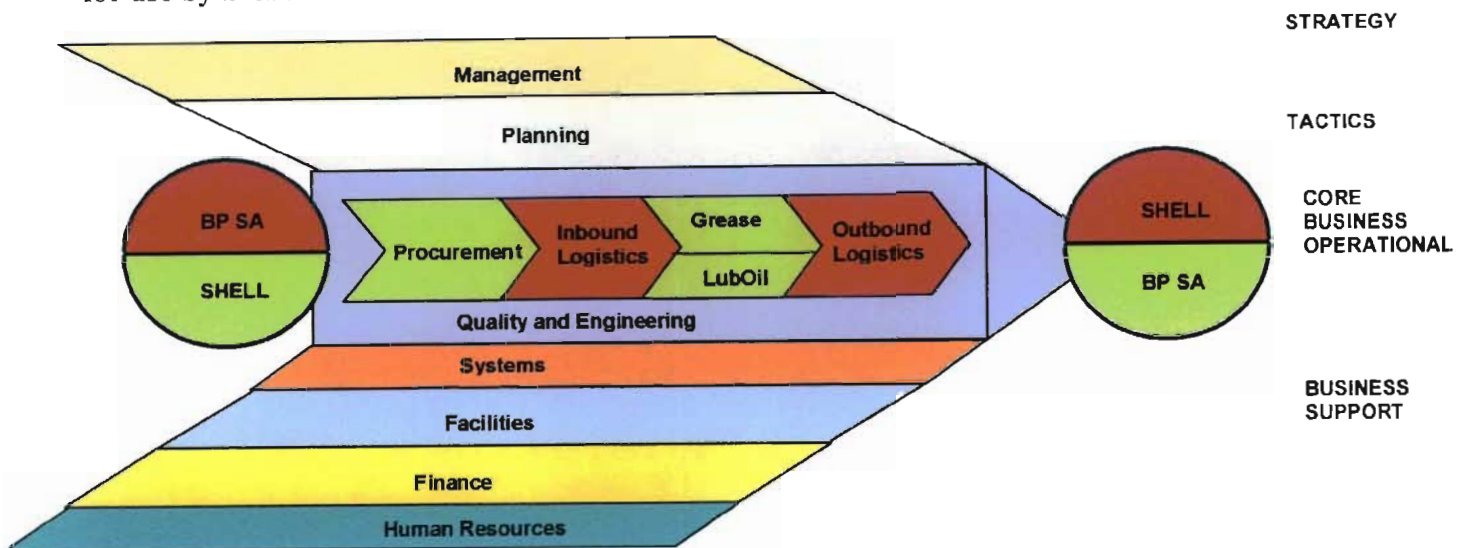 STRATEGY
Management
TACTICS
Planning
BP SA
SHELL
Procurement
Inbound
Logistics
Grease
LubOil
Outbound
Logistics
Quality and Engineering
SHELL
BP SA
CORE
BUSINESS
OPERATIONAL
Systems
Facilities
Finance
Human Resources
BUSINESS
SUPPORT